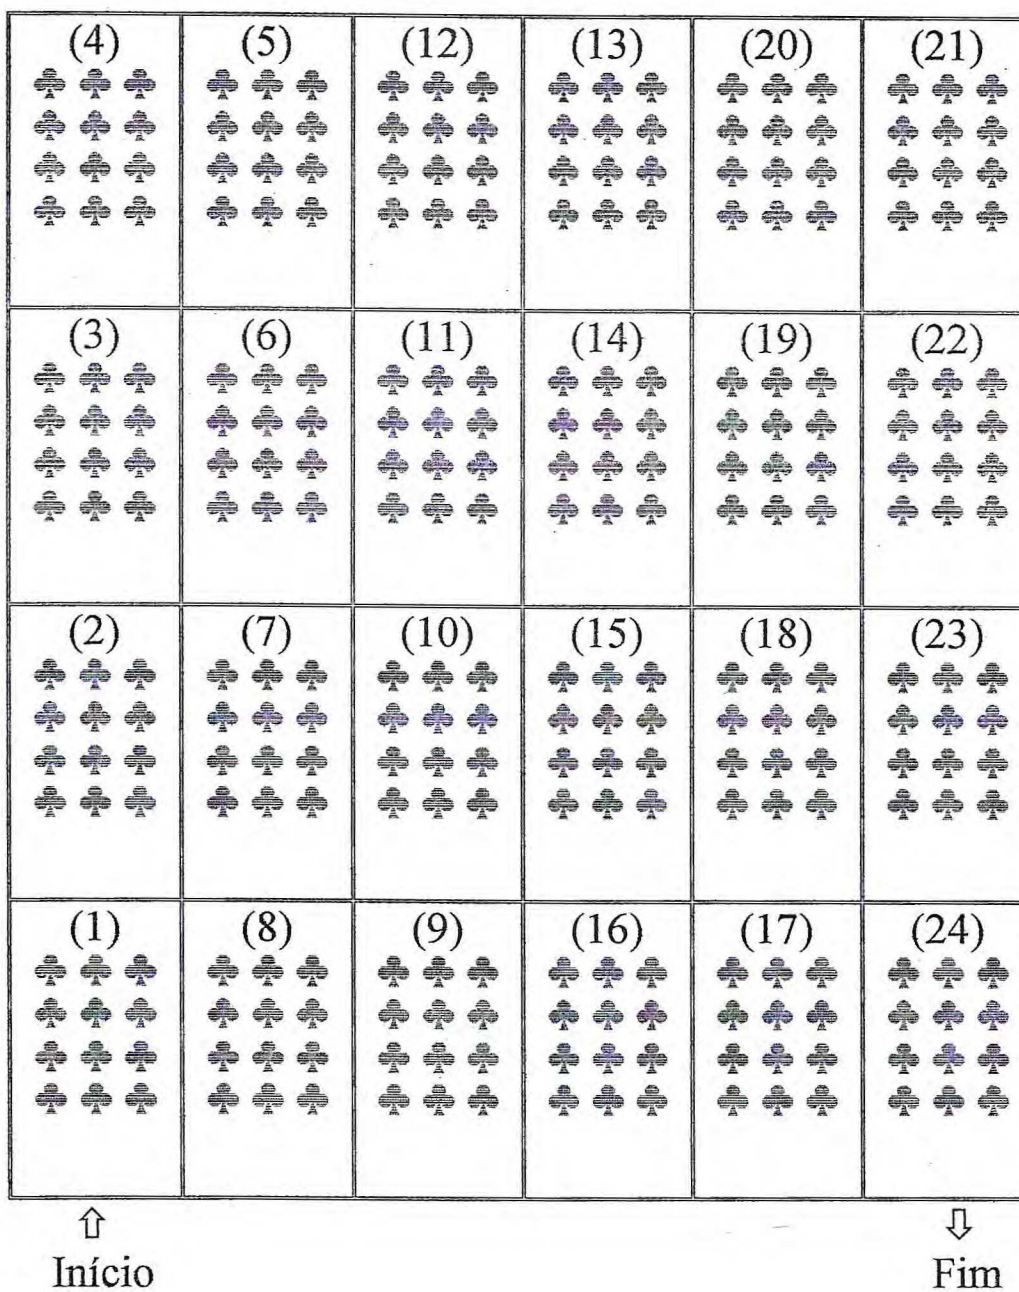 (4) (5) (12) (13) (20) (21)
(3) (6) (11) (14) (19) (22)
(2) (7) (10) (15) (18) (23)
(1) (8) (9) (16) (17) (24)
⇧ ⇩
Início Fim